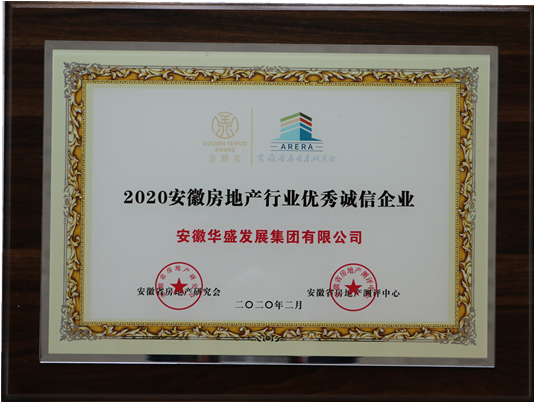 GOLDEN TRIPOD
AWARD
金鼎奖
ARERA
安徽省房地产研究会
2020安徽房地产行业优秀诚信企业
安徽华盛发展集团有限公司
安徽省房地产研究会
安徽省房地产测评中心
二〇二〇年二月